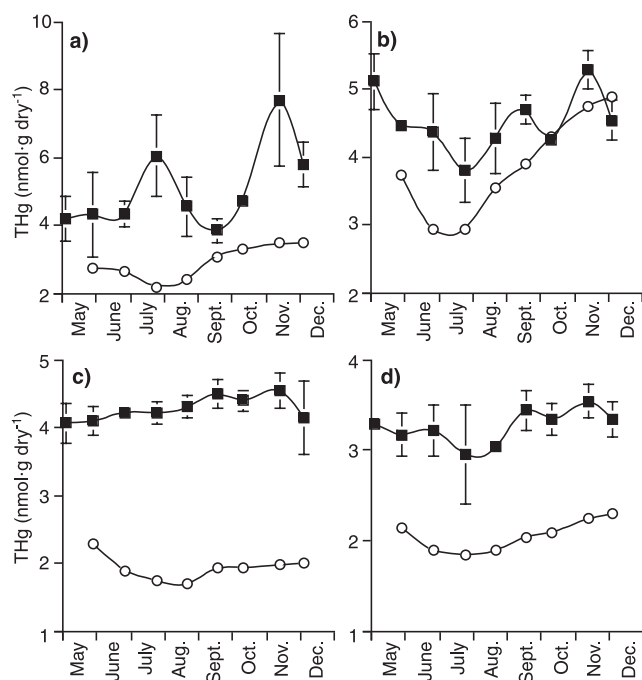 10
8
6
4
2
a)
THg (nmol·g dry⁻¹)
May
June
July
Aug.
Sept.
Oct.
Nov.
Dec.
6
5
4
3
2
b)
May
June
July
Aug.
Sept.
Oct.
Nov.
Dec.
5
4
3
2
1
c)
THg (nmol·g dry⁻¹)
May
June
July
Aug.
Sept.
Oct.
Nov.
Dec.
4
3
2
1
d)
May
June
July
Aug.
Sept.
Oct.
Nov.
Dec.